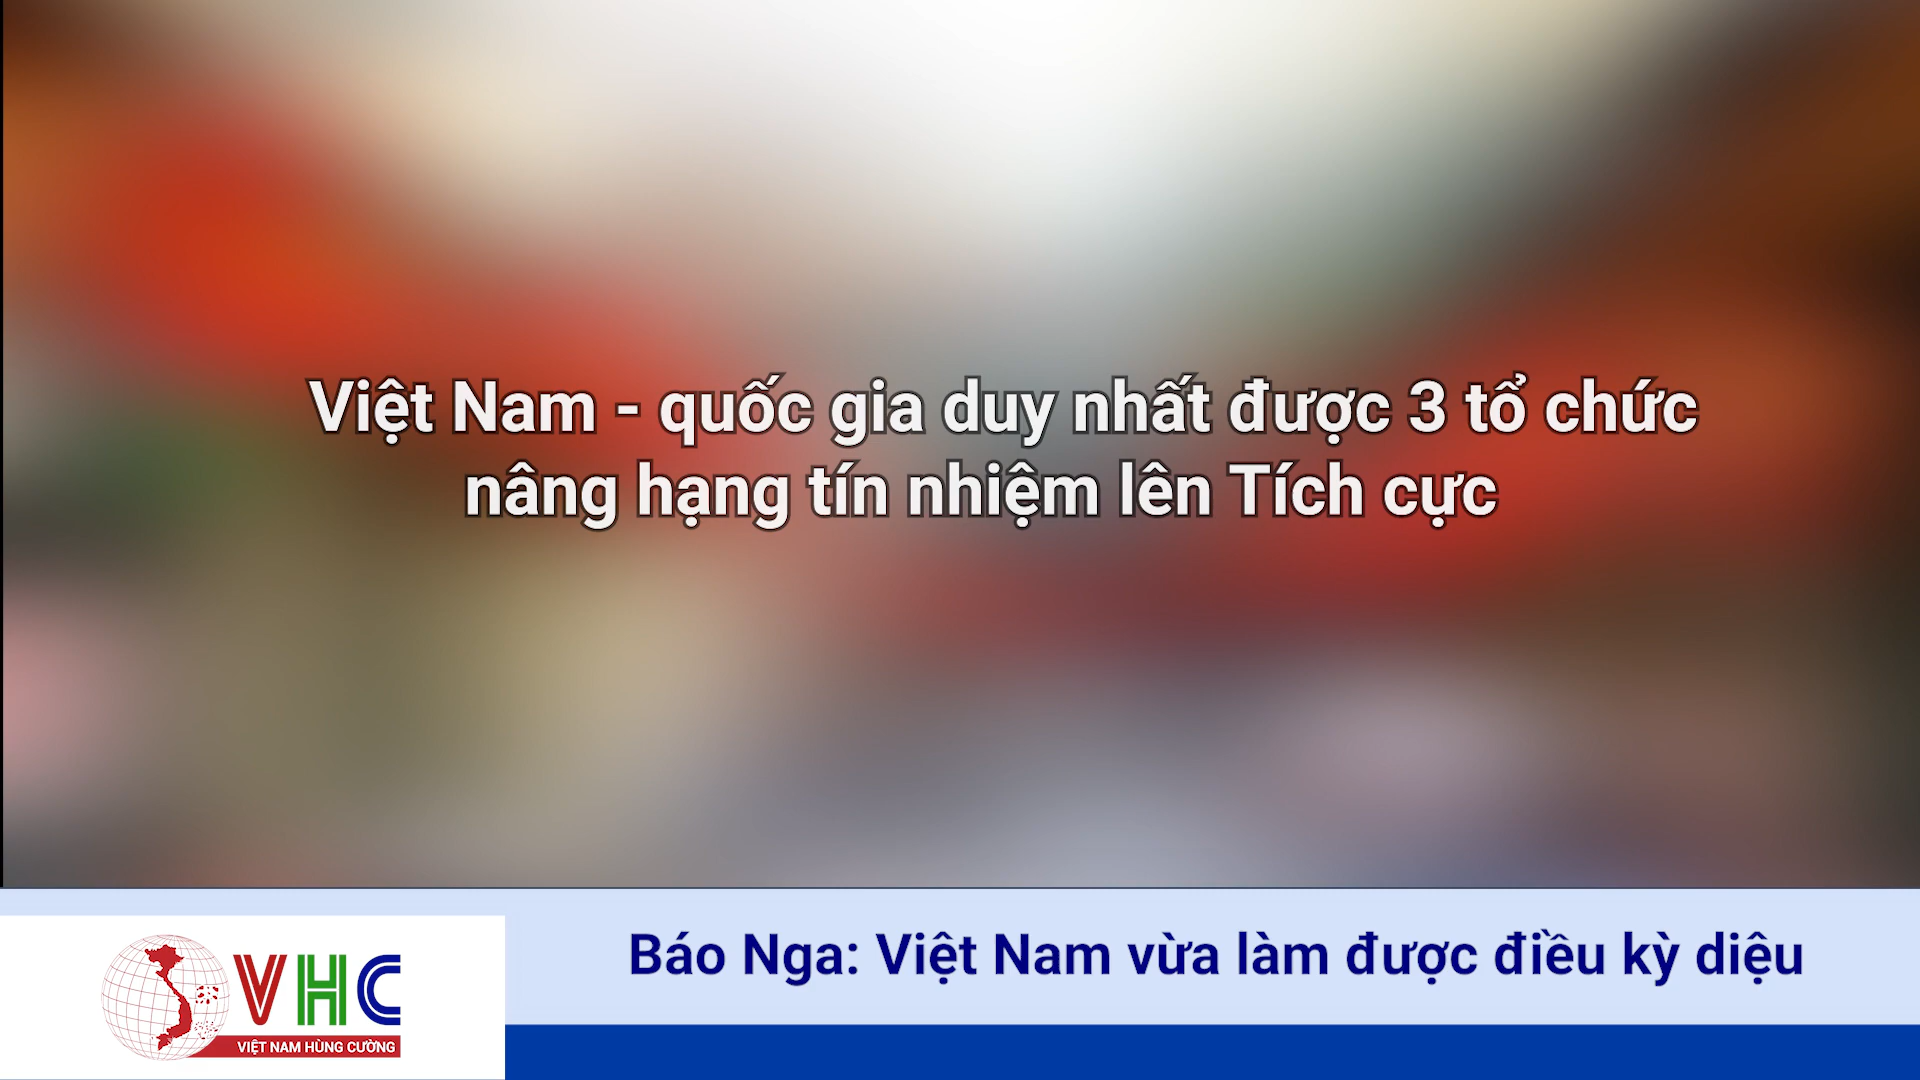 Việt Nam - quốc gia duy nhất được 3 tổ chức
nâng hạng tín nhiệm lên Tích cực
Báo Nga: Việt Nam vừa làm được điều kỳ diệu
VHC
VIỆT NAM HÙNG CƯỜNG